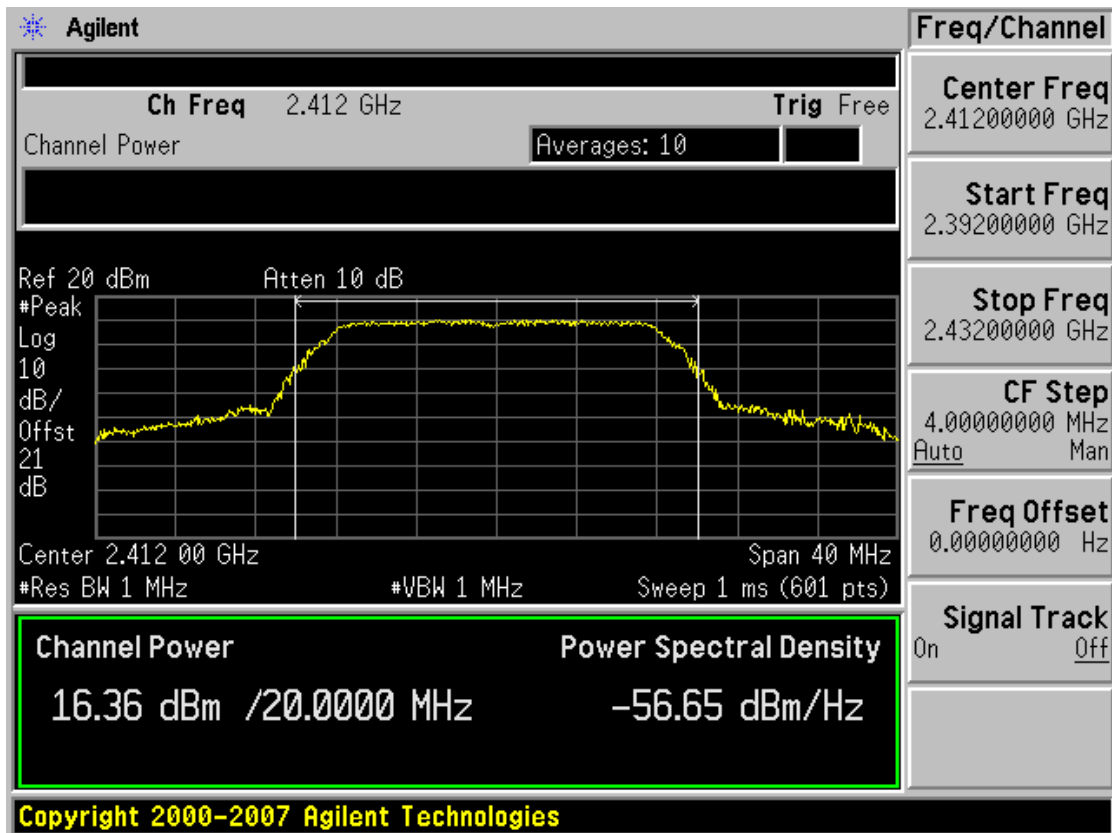 Agilent
Ch Freq 2.412 GHz Trig Free
Channel Power Averages: 10
Ref 20 dBm Atten 10 dB
#Peak
Log
10
dB/
Offst
21
dB
Center 2.412 00 GHz Span 40 MHz
#Res BW 1 MHz #VBW 1 MHz Sweep 1 ms (601 pts)
Channel Power Power Spectral Density
16.36 dBm /20.0000 MHz -56.65 dBm/Hz
Copyright 2000-2007 Agilent Technologies
Freq/Channel
Center Freq
2.41200000 GHz
Start Freq
2.39200000 GHz
Stop Freq
2.43200000 GHz
CF Step
4.00000000 MHz
Auto Man
Freq Offset
0.00000000 Hz
Signal Track
On Off